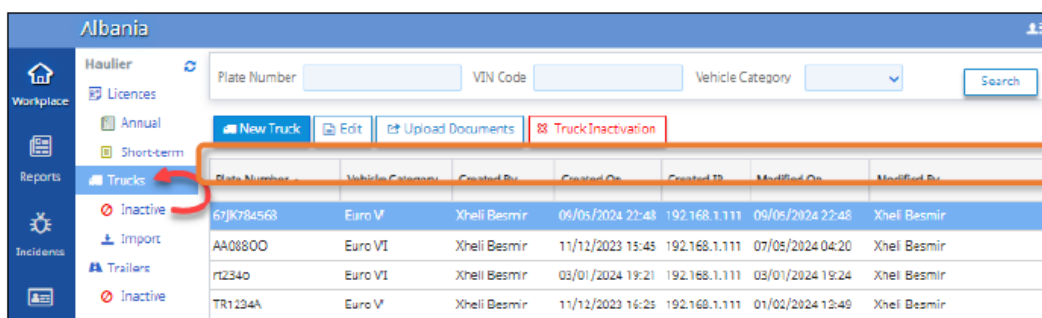 Albania
Workplace
Reports
Incidents
Haulier
Licences
Annual
Short-term
Trucks
Inactive
Import
Trailers
Inactive
Plate Number VIN Code Vehicle Category Search
New Truck Edit Upload Documents Truck Inactivation
Plate Number Vehicle Category Created By Created On Created IP Modified On Modified By
Euro V Xheli Besmir 09/05/2024 22:48 192.168.1.111 09/05/2024 22:48 Xheli Besmir
AA088OO Euro VI Xheli Besmir 11/12/2023 15:45 192.168.1.111 07/05/2024 04:20 Xheli Besmir
rt234o Euro VI Xheli Besmir 03/01/2024 19:21 192.168.1.111 03/01/2024 19:24 Xheli Besmir
TR1234A Euro V Xheli Besmir 11/12/2023 16:25 192.168.1.111 01/02/2024 13:49 Xheli Besmir